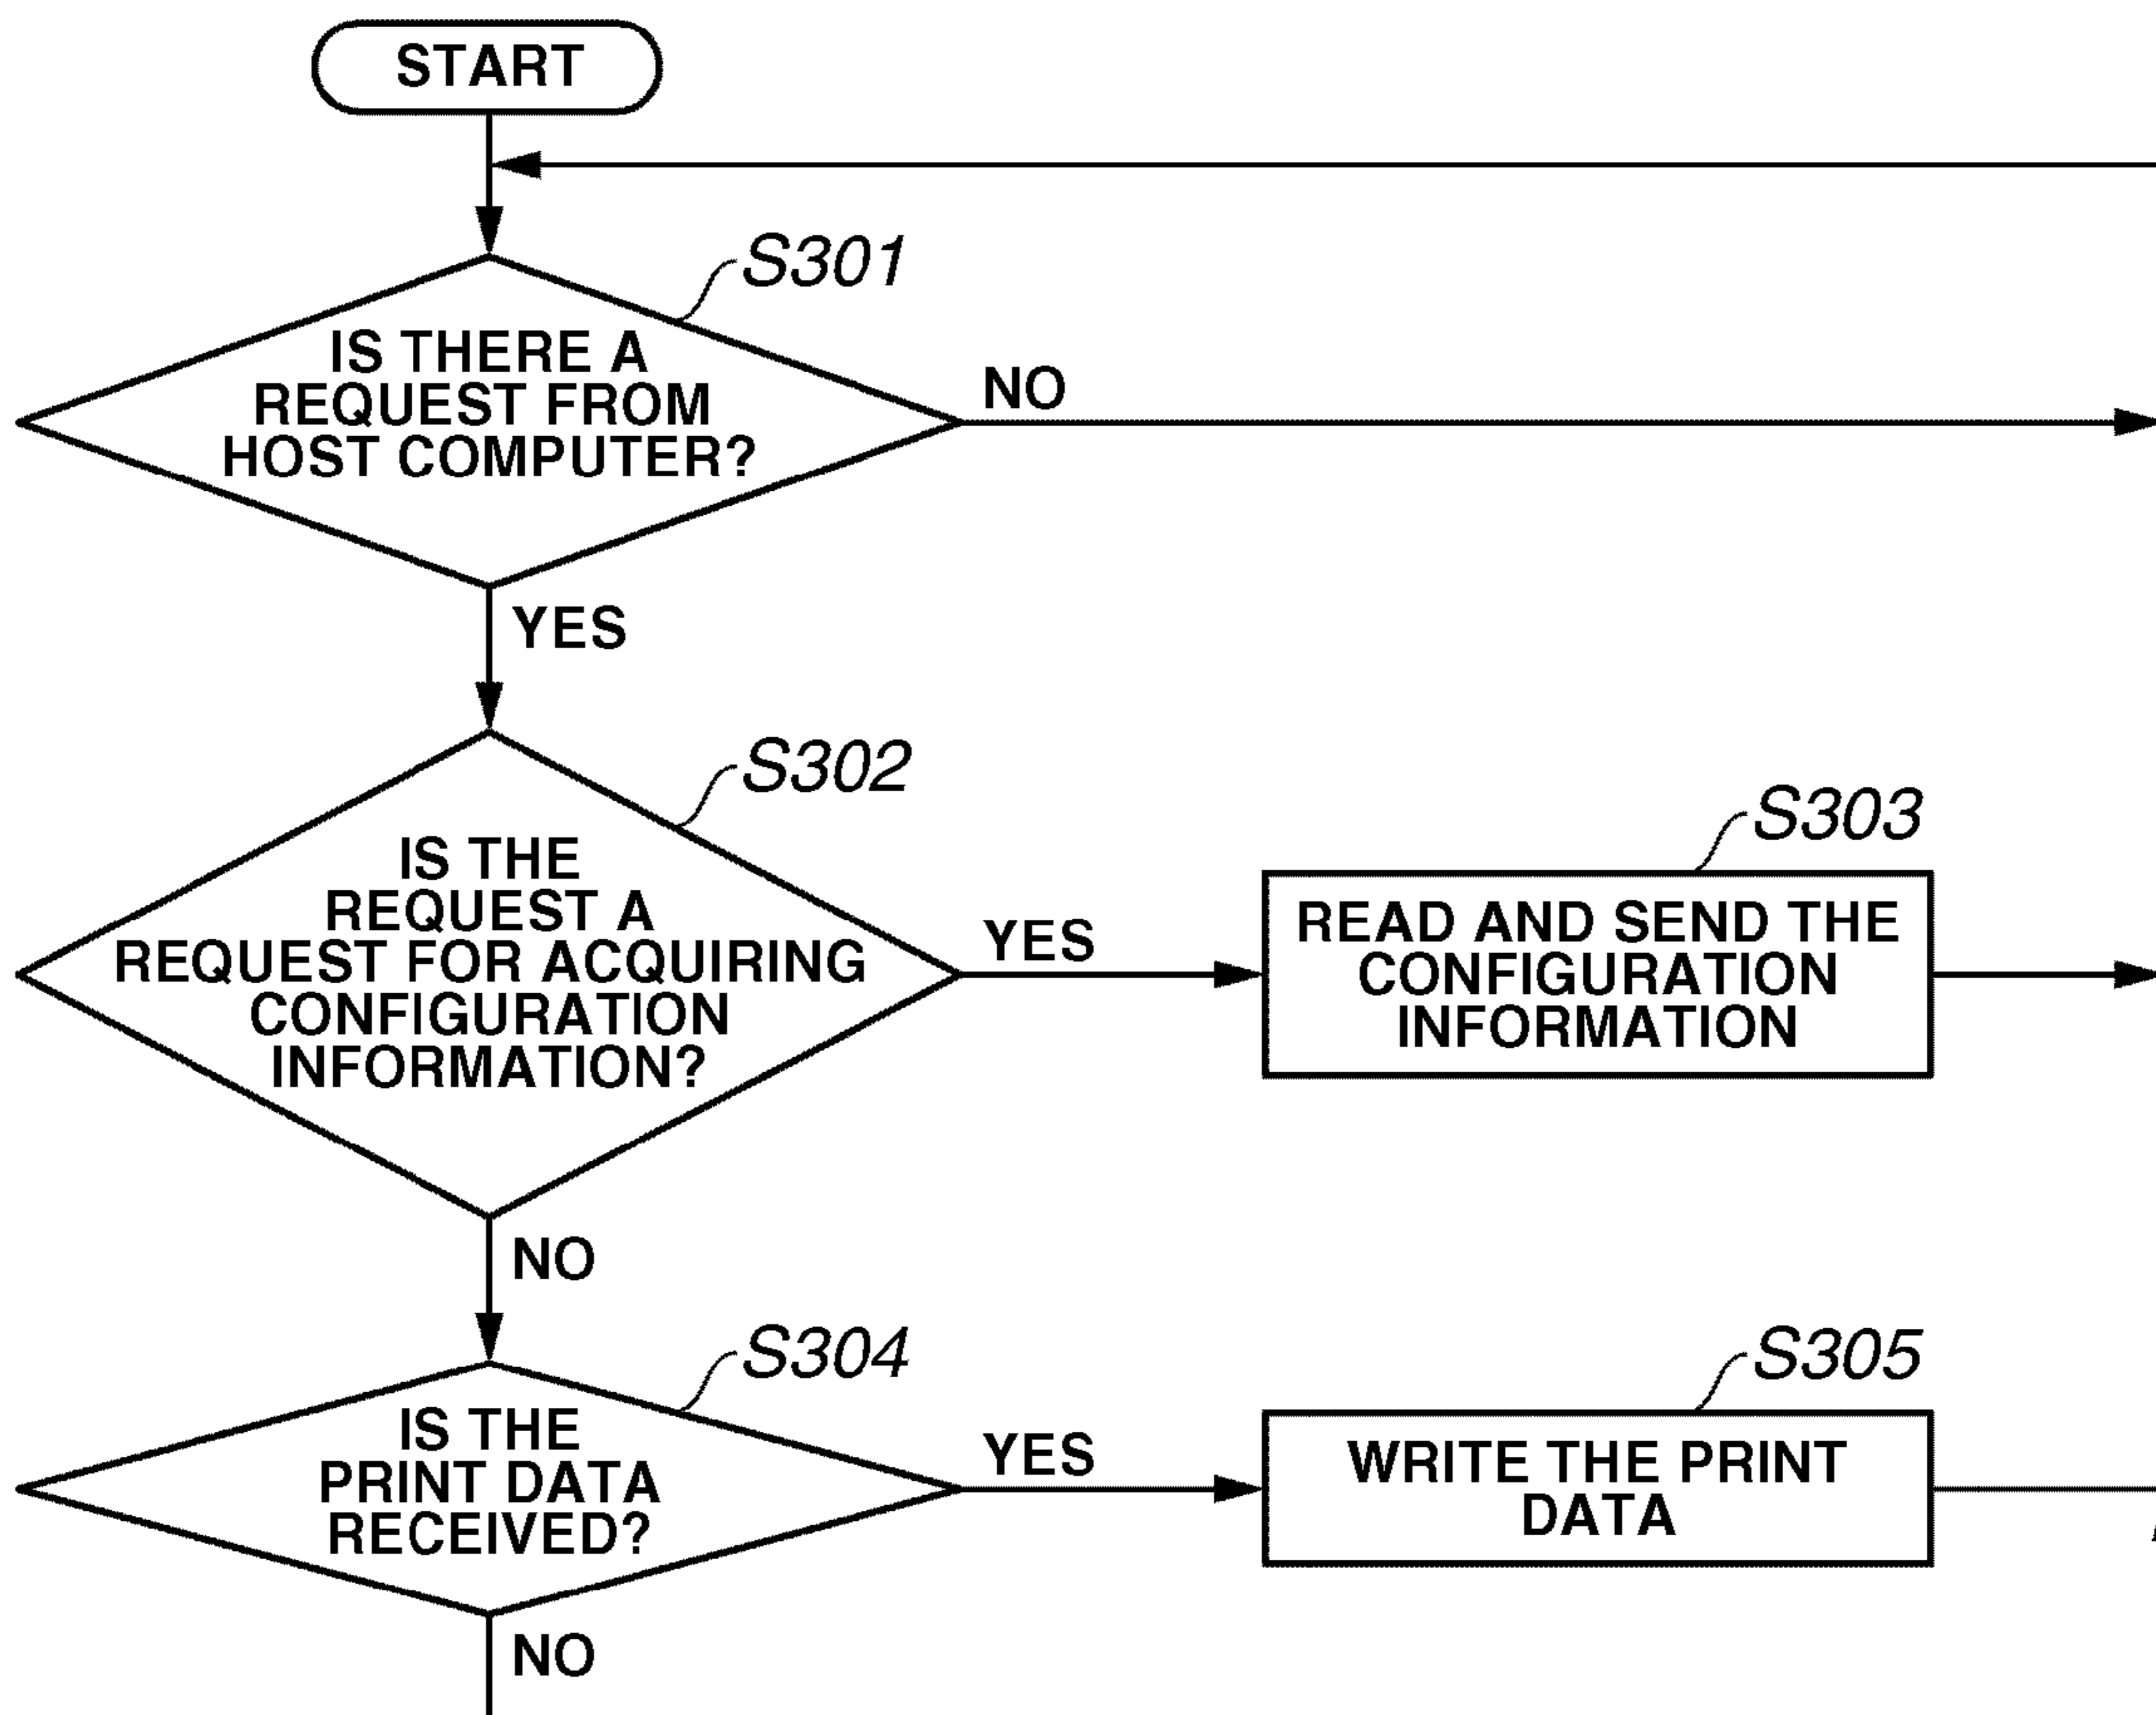 START
S301
IS THERE A
REQUEST FROM
HOST COMPUTER?
NO
YES
S302
IS THE
REQUEST A
REQUEST FOR ACQUIRING
CONFIGURATION
INFORMATION?
YES
S303
READ AND SEND THE
CONFIGURATION
INFORMATION
NO
S304
IS THE
PRINT DATA
RECEIVED?
YES
S305
WRITE THE PRINT
DATA
NO